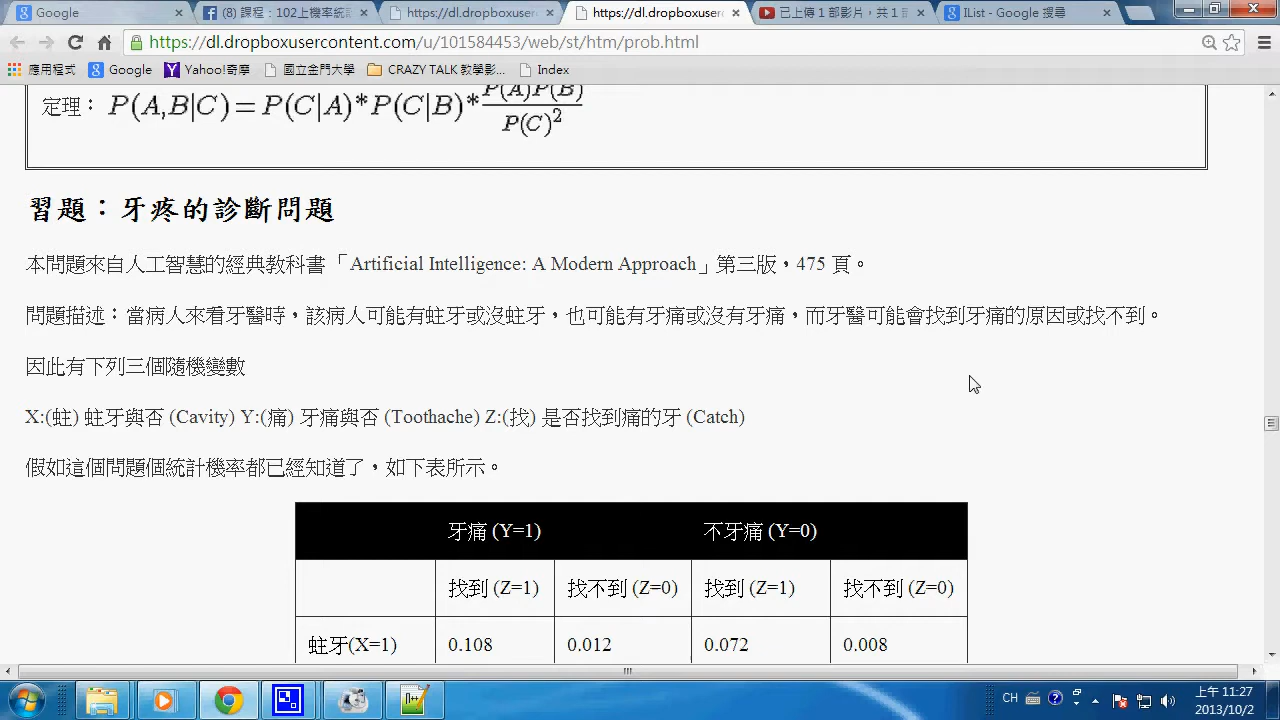 Google
(8) 課程：102上機率統計
https://dl.dropboxuser
https://dl.dropboxuser
已上傳 1 部影片，共 1 部
IList - Google 搜尋
https://dl.dropboxusercontent.com/u/101584453/web/st/htm/prob.html
應用程式 Google Yahoo!奇摩 國立金門大學 CRAZY TALK 教學影... Index
定理： P(A,B|C) = P(C|A)*P(C|B)*P(A)P(B)/P(C)²
習題：牙疼的診斷問題
本問題來自人工智慧的經典教科書「Artificial Intelligence: A Modern Approach」第三版，475 頁。
問題描述：當病人來看牙醫時，該病人可能有蛀牙或沒蛀牙，也可能有牙痛或沒有牙痛，而牙醫可能會找到牙痛的原因或找不到。
因此有下列三個隨機變數
X:(蛀) 蛀牙與否 (Cavity) Y:(痛) 牙痛與否 (Toothache) Z:(找) 是否找到痛的牙 (Catch)
假如這個問題個統計機率都已經知道了，如下表所示。
牙痛 (Y=1) 不牙痛 (Y=0)
找到 (Z=1) 找不到 (Z=0) 找到 (Z=1) 找不到 (Z=0)
蛀牙(X=1) 0.108 0.012 0.072 0.008
CH
上午 11:27
2013/10/2